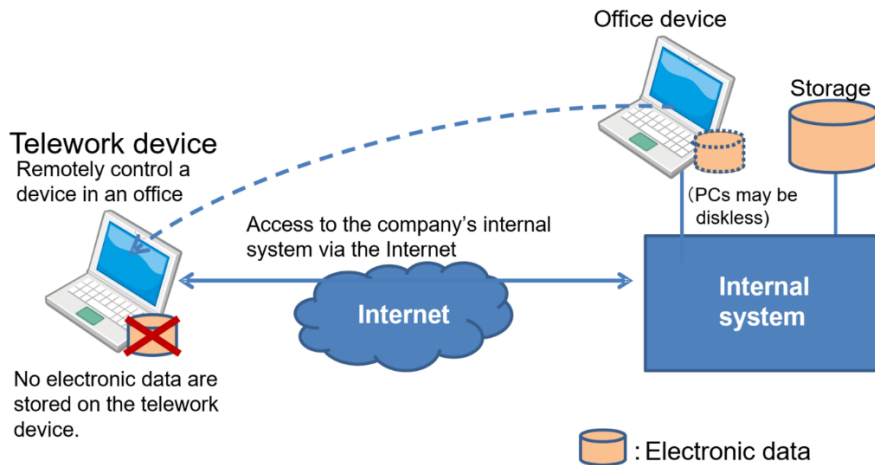 Office device
Storage
Telework device
Remotely control a
device in an office
(PCs may be
diskless)
Access to the company's internal
system via the Internet
Internet
Internal
system
No electronic data are
stored on the telework
device.
: Electronic data